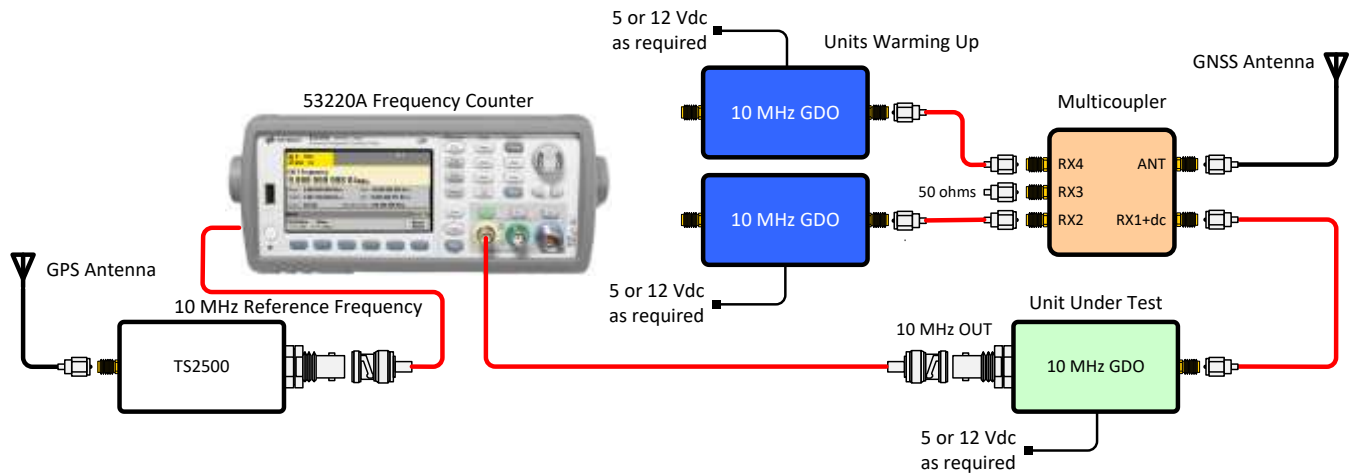 5 or 12 Vdc
as required
Units Warming Up
GNSS Antenna
53220A Frequency Counter
10 MHz GDO
Multicoupler
RX4
ANT
50 ohms
RX3
10 MHz GDO
RX2
RX1+dc
GPS Antenna
5 or 12 Vdc
as required
10 MHz Reference Frequency
Unit Under Test
10 MHz OUT
TS2500
10 MHz GDO
5 or 12 Vdc
as required